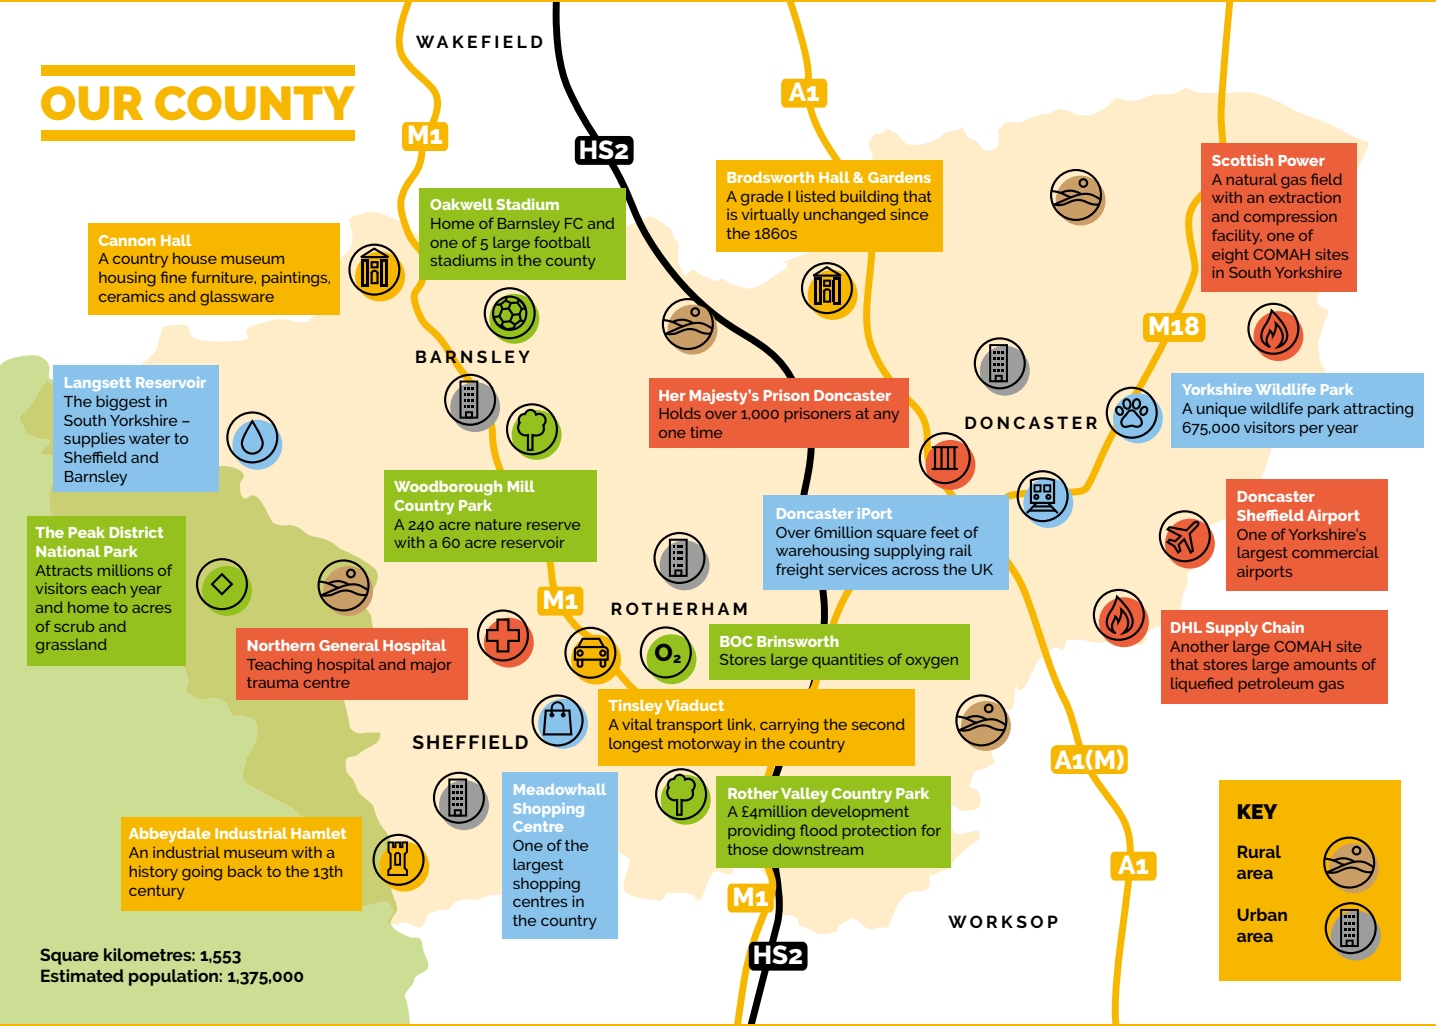 WAKEFIELD
OUR COUNTY
A1
M1
HS2
Scottish Power
A natural gas field
with an extraction
and compression
facility, one of
eight COMAH sites
in South Yorkshire
Brodsworth Hall & Gardens
A grade I listed building that
is virtually unchanged since
the 1860s
Oakwell Stadium
Home of Barnsley FC and
one of 5 large football
stadiums in the county
Cannon Hall
A country house museum
housing fine furniture, paintings,
ceramics and glassware
M18
BARNSLEY
Langsett Reservoir
The biggest in
South Yorkshire –
supplies water to
Sheffield and
Barnsley
Her Majesty's Prison Doncaster
Holds over 1,000 prisoners at any
one time
DONCASTER
Yorkshire Wildlife Park
A unique wildlife park attracting
675,000 visitors per year
Woodborough Mill
Country Park
A 240 acre nature reserve
with a 60 acre reservoir
Doncaster iPort
Over 6million square feet of
warehousing supplying rail
freight services across the UK
Doncaster
Sheffield Airport
One of Yorkshire's
largest commercial
airports
The Peak District
National Park
Attracts millions of
visitors each year
and home to acres
of scrub and
grassland
M1
ROTHERHAM
Northern General Hospital
Teaching hospital and major
trauma centre
O₂
BOC Brinsworth
Stores large quantities of oxygen
DHL Supply Chain
Another large COMAH site
that stores large amounts of
liquefied petroleum gas
Tinsley Viaduct
A vital transport link, carrying the second
longest motorway in the country
SHEFFIELD
A1(M)
Meadowhall
Shopping
Centre
One of the
largest
shopping
centres in
the country
Rother Valley Country Park
A £4million development
providing flood protection for
those downstream
Abbeydale Industrial Hamlet
An industrial museum with a
history going back to the 13th
century
A1
M1
WORKSOP
HS2
KEY
Rural
area
Urban
area
Square kilometres: 1,553
Estimated population: 1,375,000